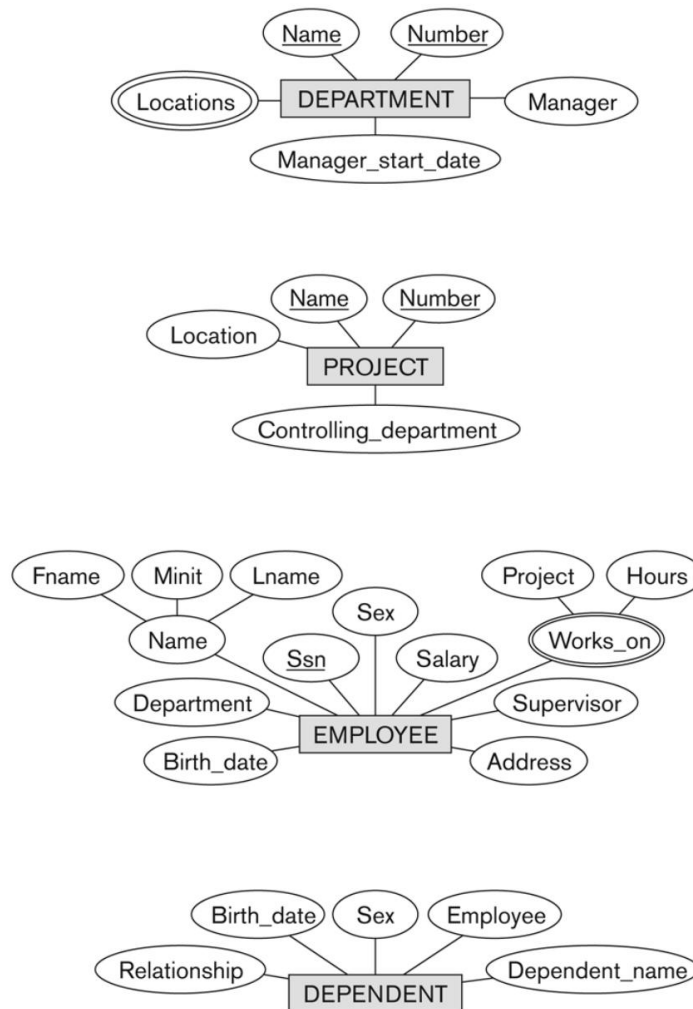 Name Number
Locations DEPARTMENT Manager
Manager_start_date
Name Number
Location
PROJECT
Controlling_department
Fname Minit Lname Project Hours
Sex
Name Works_on
Ssn Salary
Department Supervisor
EMPLOYEE
Birth_date Address
Birth_date Sex Employee
Relationship Dependent_name
DEPENDENT